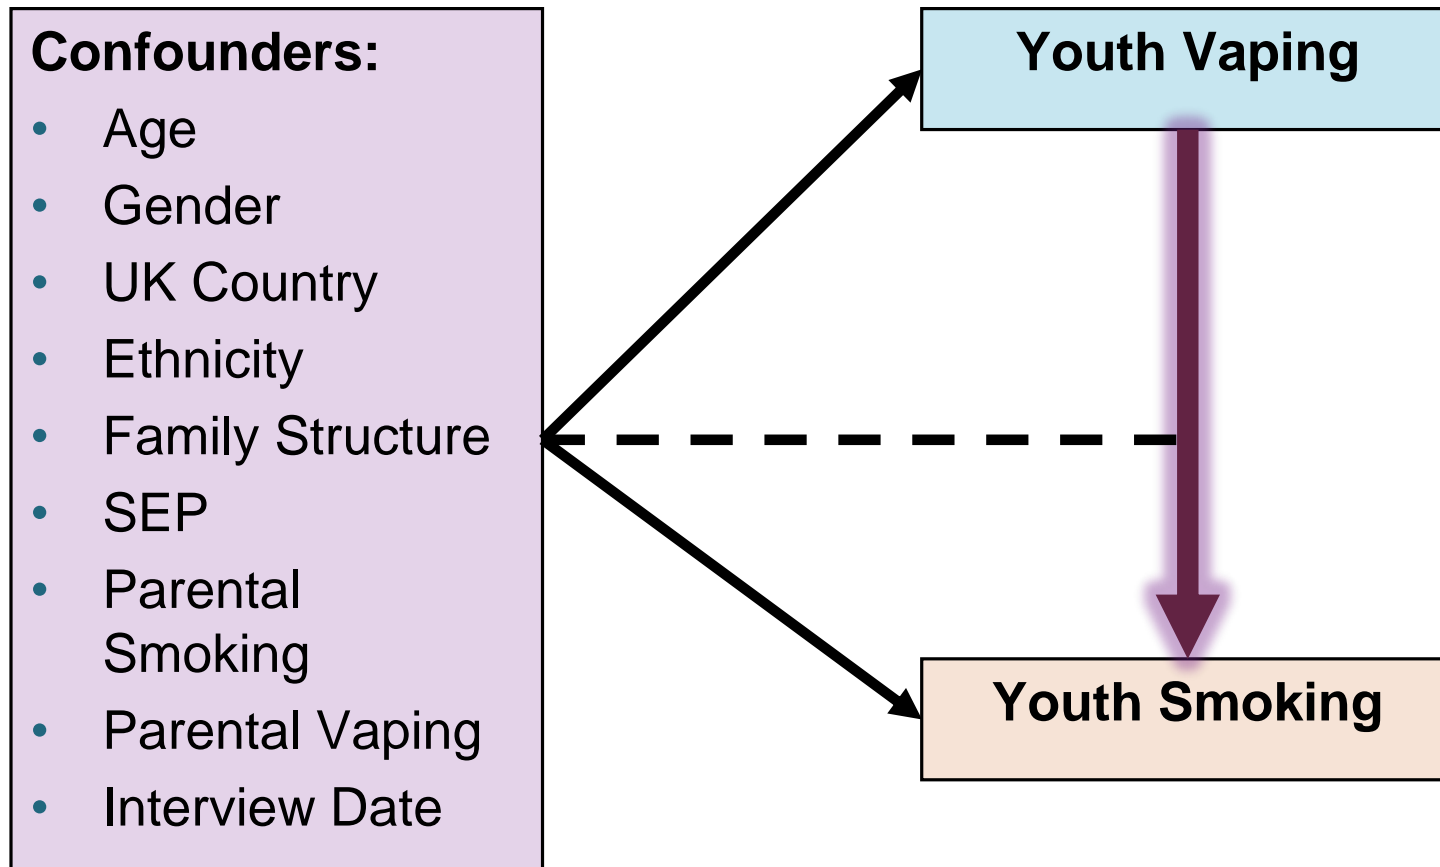 Confounders:
• Age
• Gender
• UK Country
• Ethnicity
• Family Structure
• SEP
• Parental
Smoking
• Parental Vaping
• Interview Date
Youth Vaping
Youth Smoking